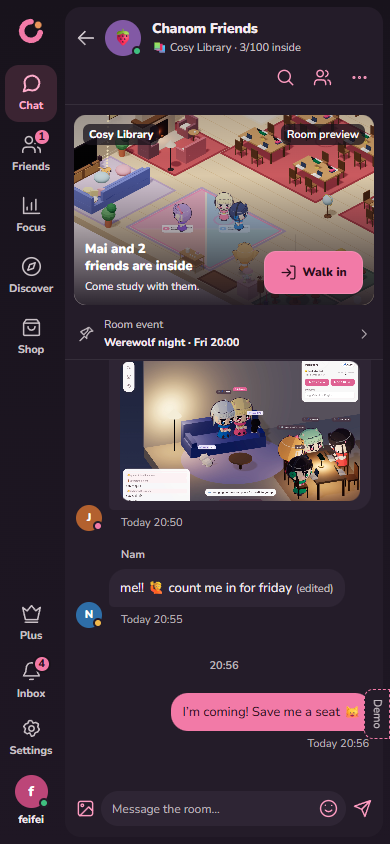 Chat
1
Friends
Focus
Discover
Shop
Plus
4
Inbox
Settings
f
feifei
Chanom Friends
Cosy Library · 3/100 inside
Cosy Library
Room preview
Mai and 2
friends are inside
Come study with them.
Walk in
Room event
Werewolf night · Fri 20:00
J
Today 20:50
Nam
me!! 🙋 count me in for friday (edited)
N
Today 20:55
20:56
I'm coming! Save me a seat 😸
Demo
Today 20:56
Message the room...